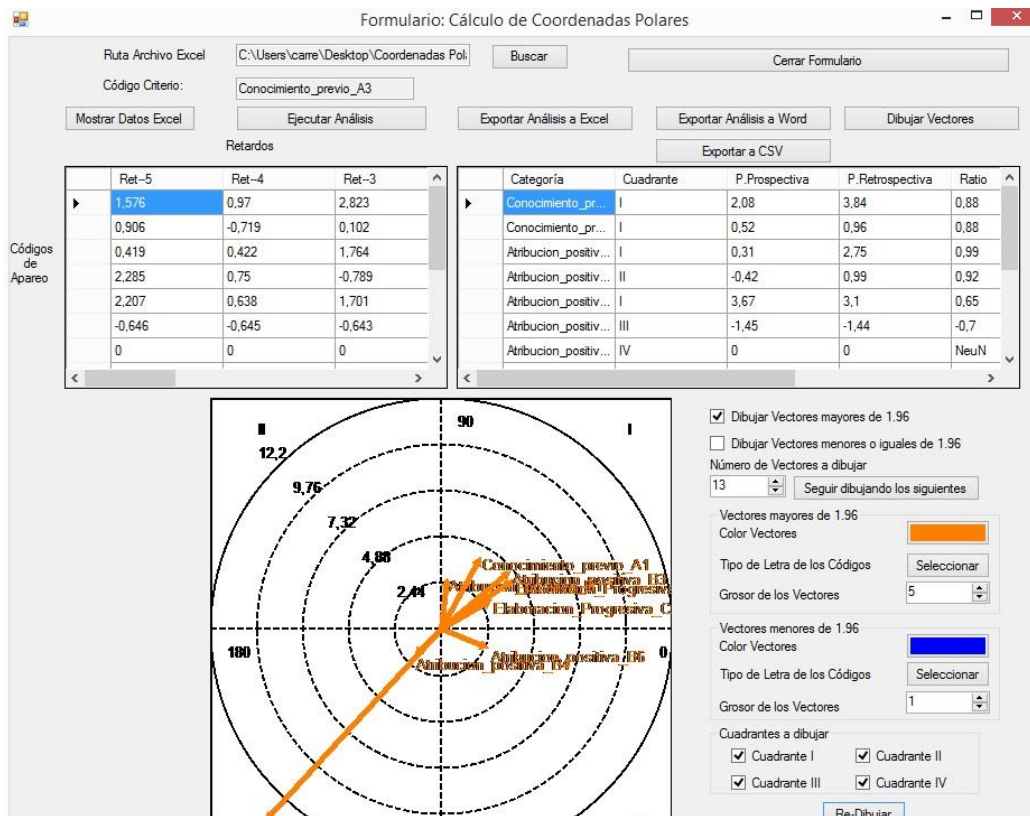 Formulario: Cálculo de Coordenadas Polares
Ruta Archivo Excel C:\Users\carre\Desktop\Coordenadas Pol Buscar Cerrar Formulario
Código Criterio: Conocimiento_previo_A3
Mostrar Datos Excel Ejecutar Análisis Exportar Análisis a Excel Exportar Análisis a Word Dibujar Vectores
Retardos Exportar a CSV
Códigos de Apareo
Ret--5 Ret--4 Ret--3
1,576 0,97 2,823
0,906 -0,719 0,102
0,419 0,422 1,764
2,285 0,75 -0,789
2,207 0,638 1,701
-0,646 -0,645 -0,643
0 0 0
Categoría Cuadrante P.Prospectiva P.Retrospectiva Ratio
Conocimiento_pr... I 2,08 3,84 0,88
Conocimiento_pr... I 0,52 0,96 0,88
Atribucion_positiv... I 0,31 2,75 0,99
Atribucion_positiv... II -0,42 0,99 0,92
Atribucion_positiv... I 3,67 3,1 0,65
Atribucion_positiv... III -1,45 -1,44 -0,7
Atribucion_positiv... IV 0 0 NeuN
II 90 I
12,2
9,76
7,32
4,88
2,44
Conocimiento_previo_A1
Atribucion_positiva_B3
Elaboracion_Progresiva_C
180 0
Atribucion_positiva_B6
Atribucion_positiva_B4
Dibujar Vectores mayores de 1.96
Dibujar Vectores menores o iguales de 1.96
Número de Vectores a dibujar
13 Seguir dibujando los siguientes
Vectores mayores de 1.96
Color Vectores
Tipo de Letra de los Códigos Seleccionar
Grosor de los Vectores 5
Vectores menores de 1.96
Color Vectores
Tipo de Letra de los Códigos Seleccionar
Grosor de los Vectores 1
Cuadrantes a dibujar
Cuadrante I Cuadrante II
Cuadrante III Cuadrante IV
Re-Dibujar